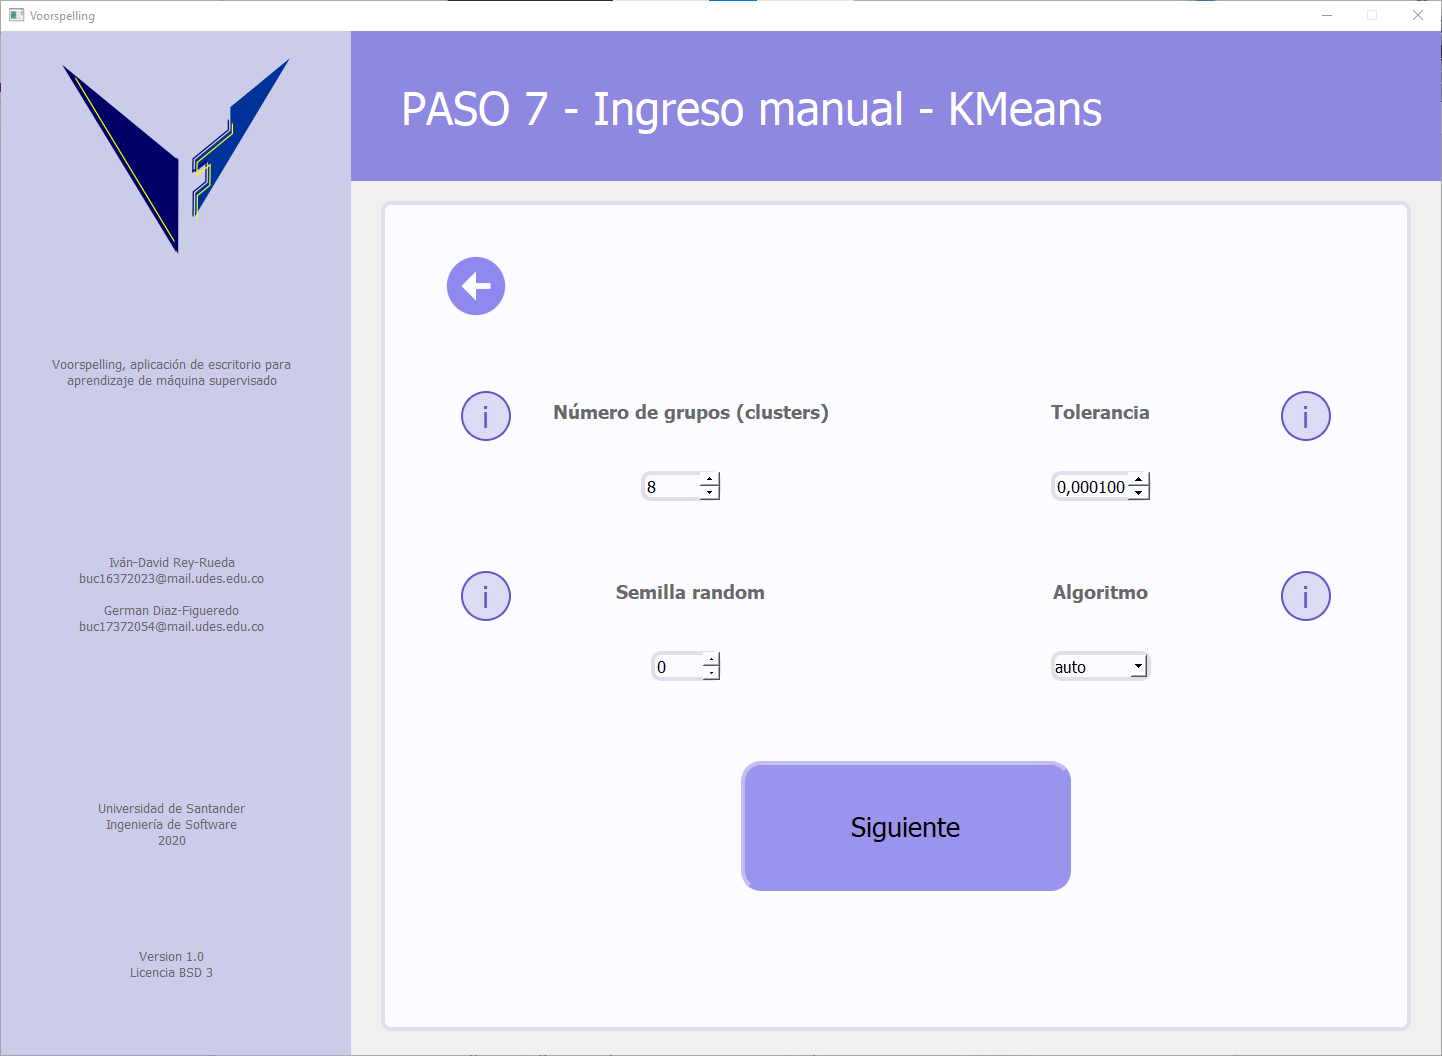 Voorspelling
PASO 7 - Ingreso manual - KMeans
Voorspelling, aplicación de escritorio para
aprendizaje de máquina supervisado
Iván-David Rey-Rueda
buc16372023@mail.udes.edu.co
German Diaz-Figueredo
buc17372054@mail.udes.edu.co
Universidad de Santander
Ingeniería de Software
2020
Version 1.0
Licencia BSD 3
i
Número de grupos (clusters)
8
Tolerancia
0,000100
i
i
Semilla random
0
Algoritmo
auto
i
Siguiente